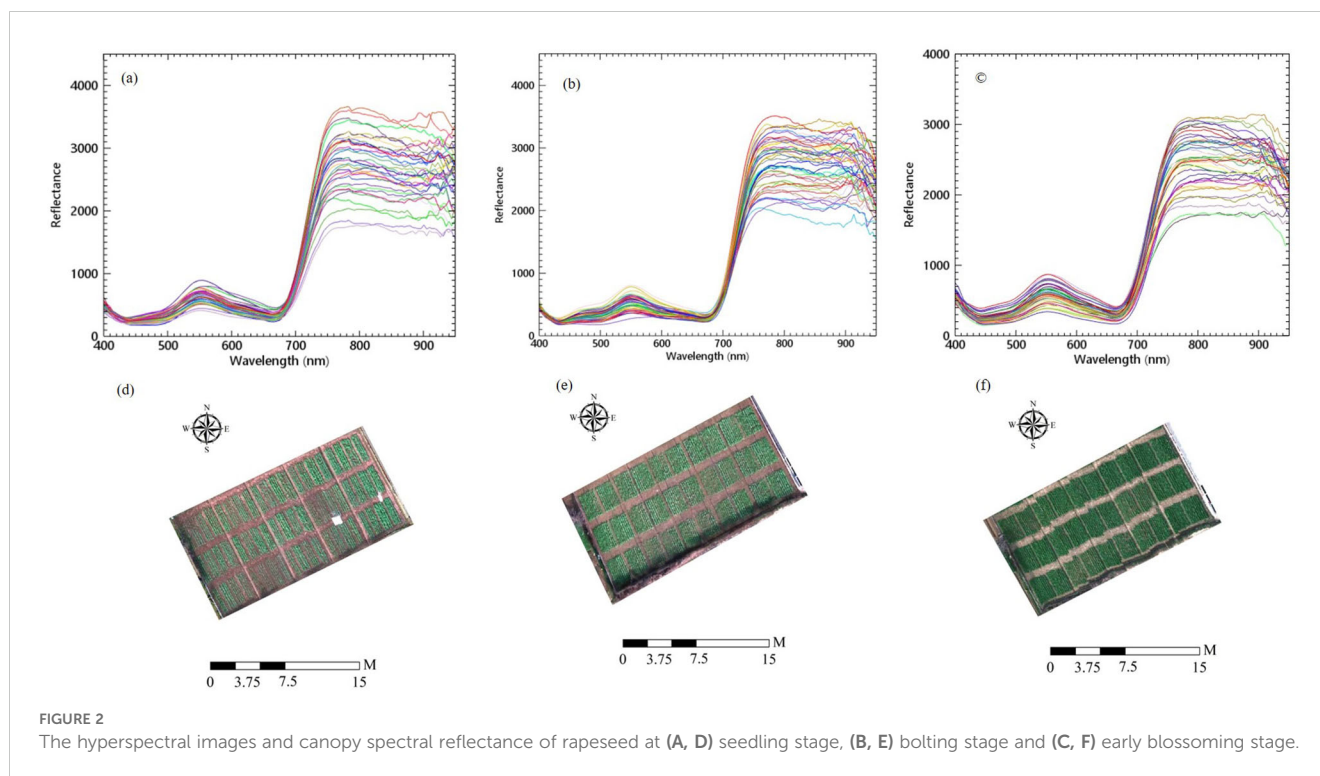 (a)
4000
3000
2000
1000
0
Reflectance
400 500 600 700 800 900
Wavelength (nm)
(b)
4000
3000
2000
1000
0
Reflectance
400 500 600 700 800 900
Wavelength (nm)
©
4000
3000
2000
1000
0
Reflectance
400 500 600 700 800 900
Wavelength (nm)
(d)
N
W E
S
M
0 3.75 7.5 15
(e)
N
W E
S
M
0 3.75 7.5 15
(f)
N
W E
S
M
0 3.75 7.5 15
FIGURE 2
The hyperspectral images and canopy spectral reflectance of rapeseed at (A, D) seedling stage, (B, E) bolting stage and (C, F) early blossoming stage.